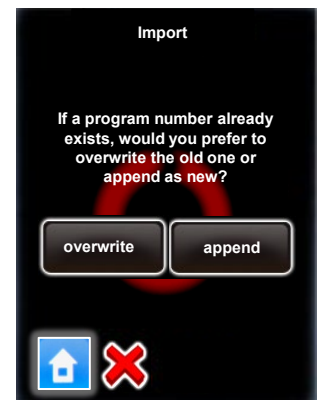 Import
If a program number already
exists, would you prefer to
overwrite the old one or
append as new?
overwrite
append